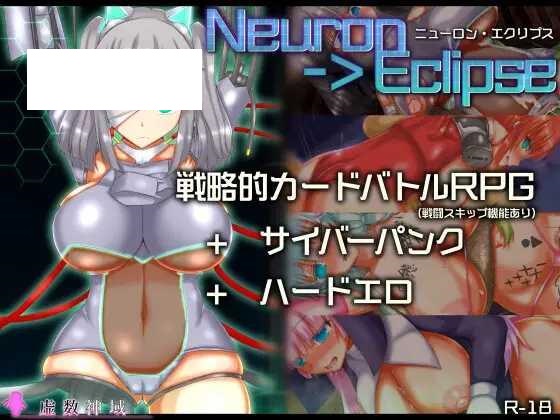 Neuron
ニューロン・エクリプス
-> Eclipse
戦略的カードバトルRPG
(戦闘スキップ機能あり)
+ サイバーパンク
+ ハードエロ
虚数神域
R-18